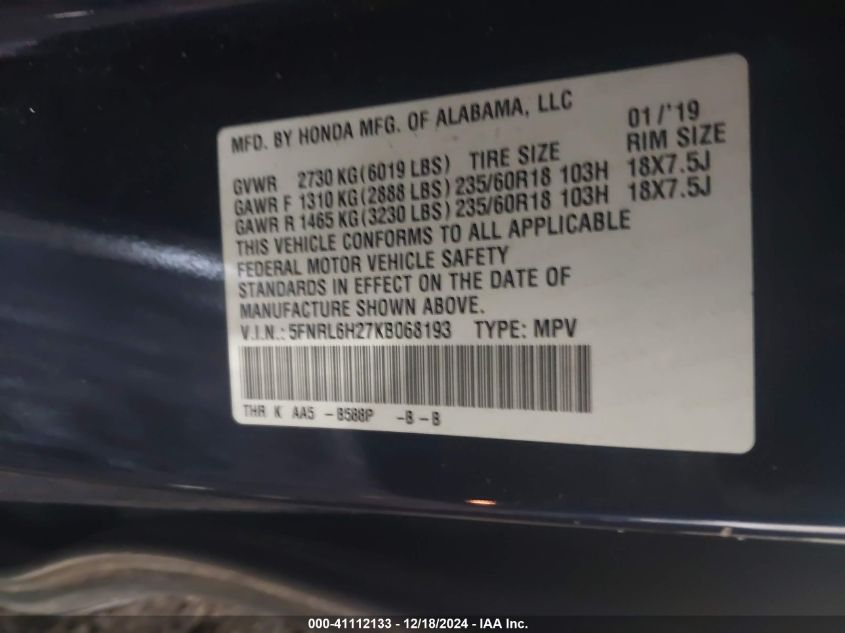 MFD. BY HONDA MFG. OF ALABAMA, LLC 01/'19
GVWR 2730 KG (6019 LBS) TIRE SIZE RIM SIZE
GAWR F 1310 KG (2888 LBS) 235/60R18 103H 18X7.5J
GAWR R 1465 KG (3230 LBS) 235/60R18 103H 18X7.5J
THIS VEHICLE CONFORMS TO ALL APPLICABLE
FEDERAL MOTOR VEHICLE SAFETY
STANDARDS IN EFFECT ON THE DATE OF
MANUFACTURE SHOWN ABOVE.
V.I.N.: 5FNRL6H27KB068193 TYPE: MPV
THR K AA5 -B588P -B-B
000-41112133 - 12/18/2024 - IAA Inc.